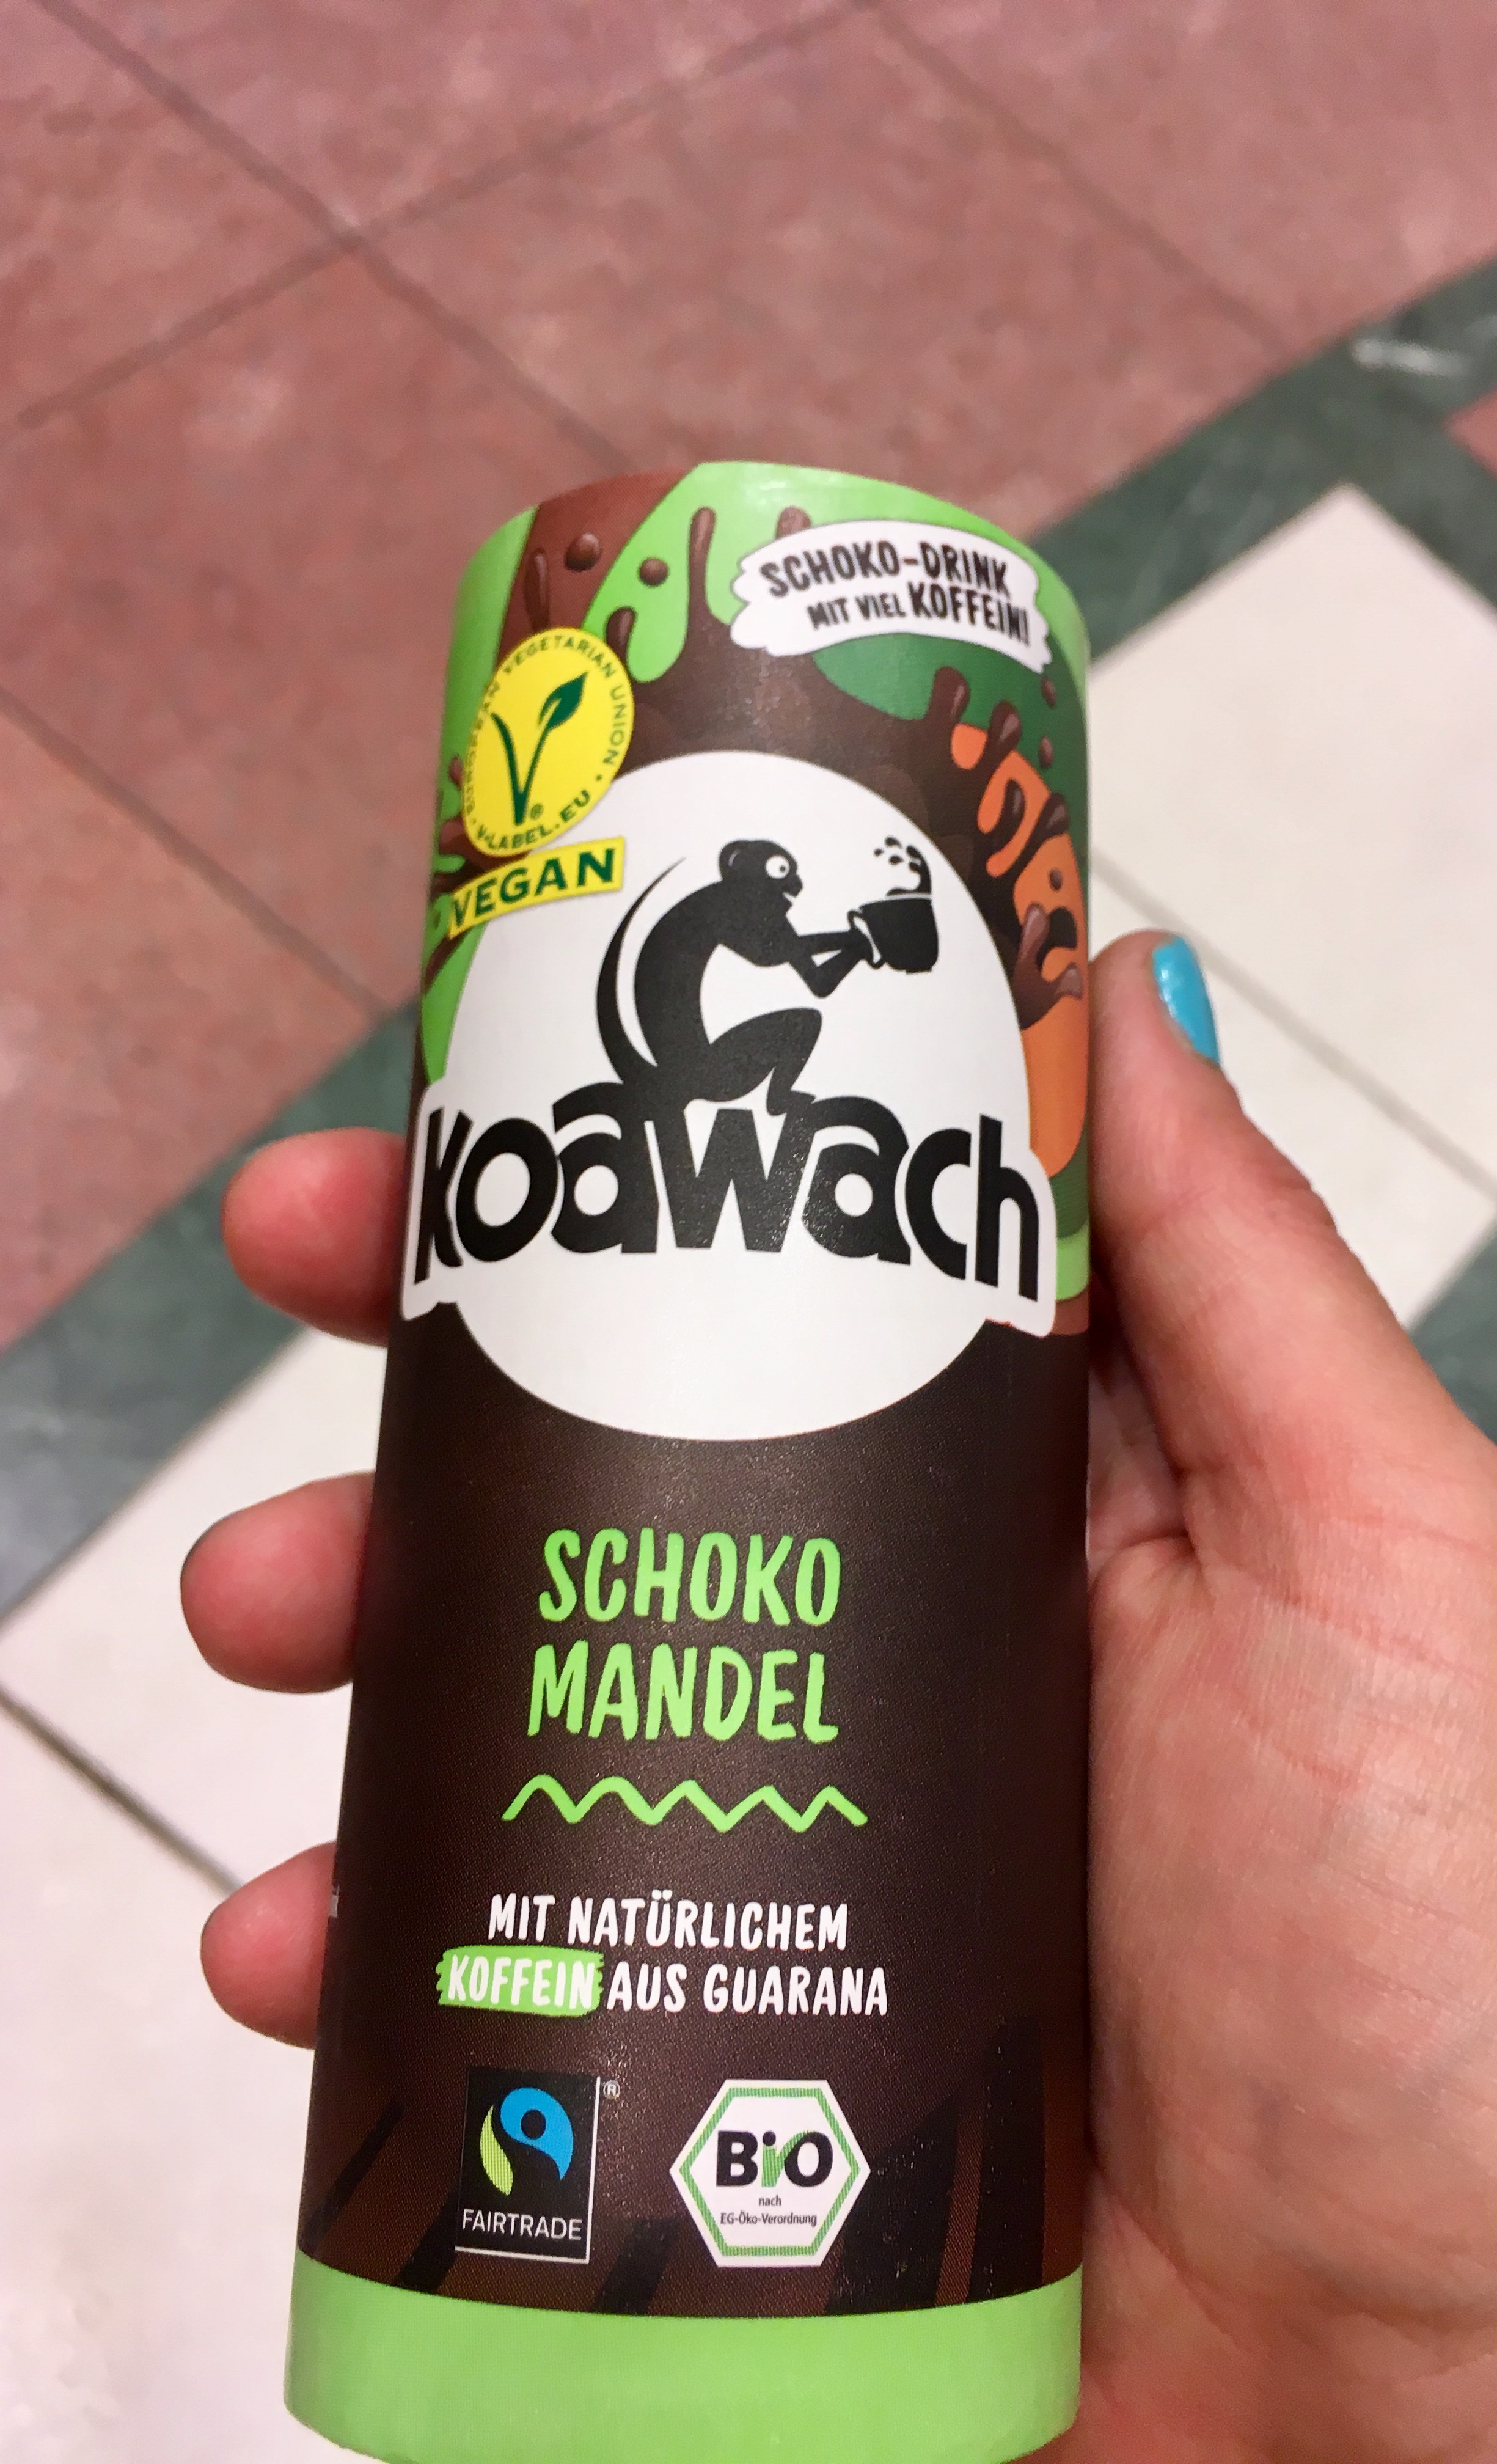 SCHOKO-DRINK
MIT VIEL KOFFEIN!
EUROPEAN VEGETARIAN UNION
• V-LABEL.EU •
VEGAN
koawach
SCHOKO
MANDEL
MIT NATÜRLICHEM
KOFFEIN AUS GUARANA
FAIRTRADE
®
BiO
nach
EG-Öko-Verordnung